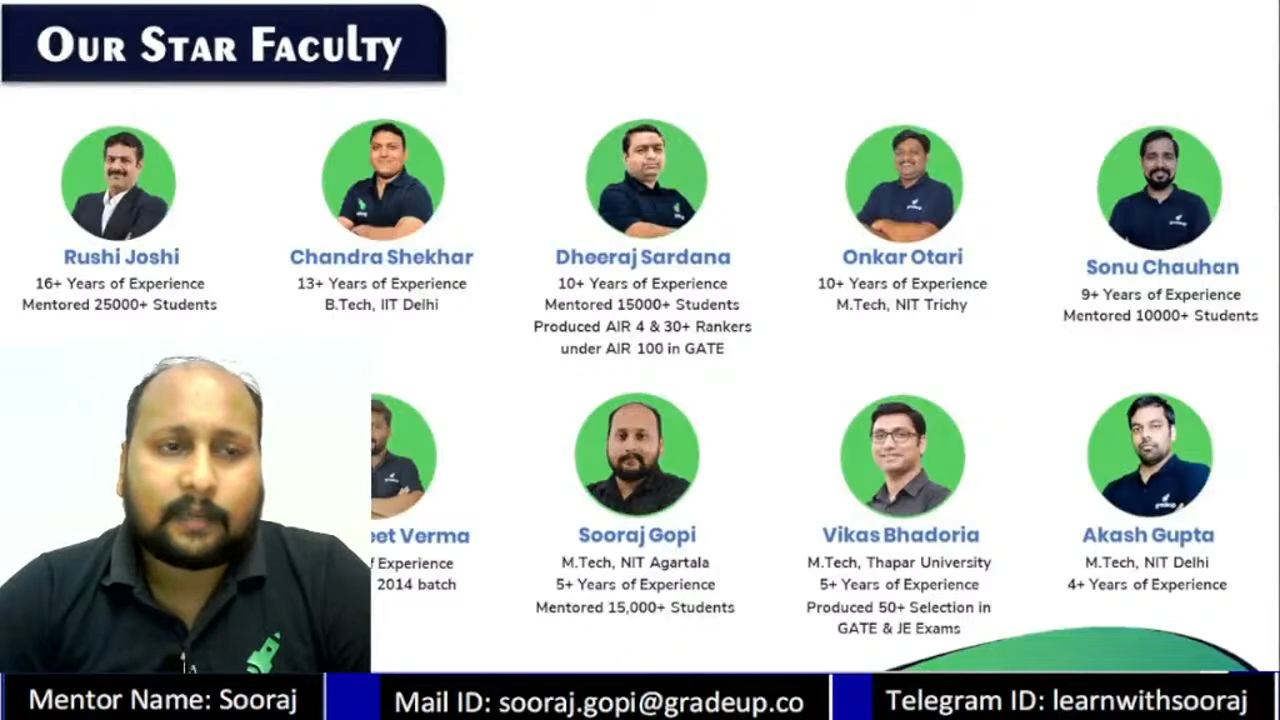 Our Star Faculty
Rushi Joshi
16+ Years of Experience
Mentored 25000+ Students
Chandra Shekhar
13+ Years of Experience
B.Tech, IIT Delhi
Dheeraj Sardana
10+ Years of Experience
Mentored 15000+ Students
Produced AIR 4 & 30+ Rankers
under AIR 100 in GATE
Onkar Otari
10+ Years of Experience
M.Tech, NIT Trichy
Sonu Chauhan
9+ Years of Experience
Mentored 10000+ Students
eet Verma
f Experience
2014 batch
Sooraj Gopi
M.Tech, NIT Agartala
5+ Years of Experience
Mentored 15,000+ Students
Vikas Bhadoria
M.Tech, Thapar University
5+ Years of Experience
Produced 50+ Selection in
GATE & JE Exams
Akash Gupta
M.Tech, NIT Delhi
4+ Years of Experience
Mentor Name: Sooraj
Mail ID: sooraj.gopi@gradeup.co
Telegram ID: learnwithsooraj